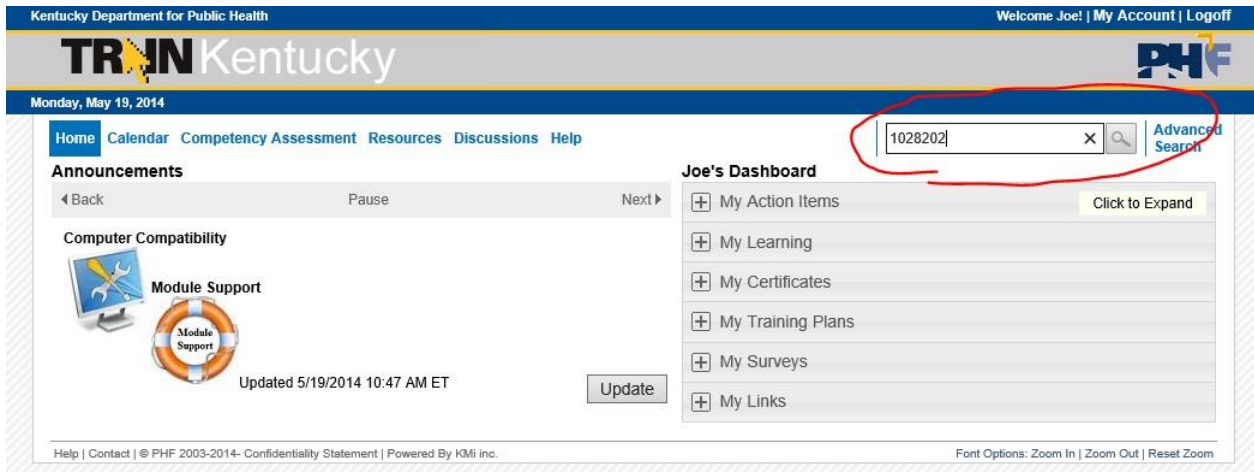 Kentucky Department for Public Health
Welcome Joe! | My Account | Logoff
TRAIN Kentucky
PHF
Monday, May 19, 2014
Home Calendar Competency Assessment Resources Discussions Help
1028202
Advanced
Search
Announcements
Joe's Dashboard
Back Pause Next
My Action Items
Click to Expand
Computer Compatibility
My Learning
Module Support
My Certificates
Module
Support
My Training Plans
My Surveys
Updated 5/19/2014 10:47 AM ET
Update
My Links
Help | Contact | © PHF 2003-2014- Confidentiality Statement | Powered By KMi inc.
Font Options: Zoom In | Zoom Out | Reset Zoom